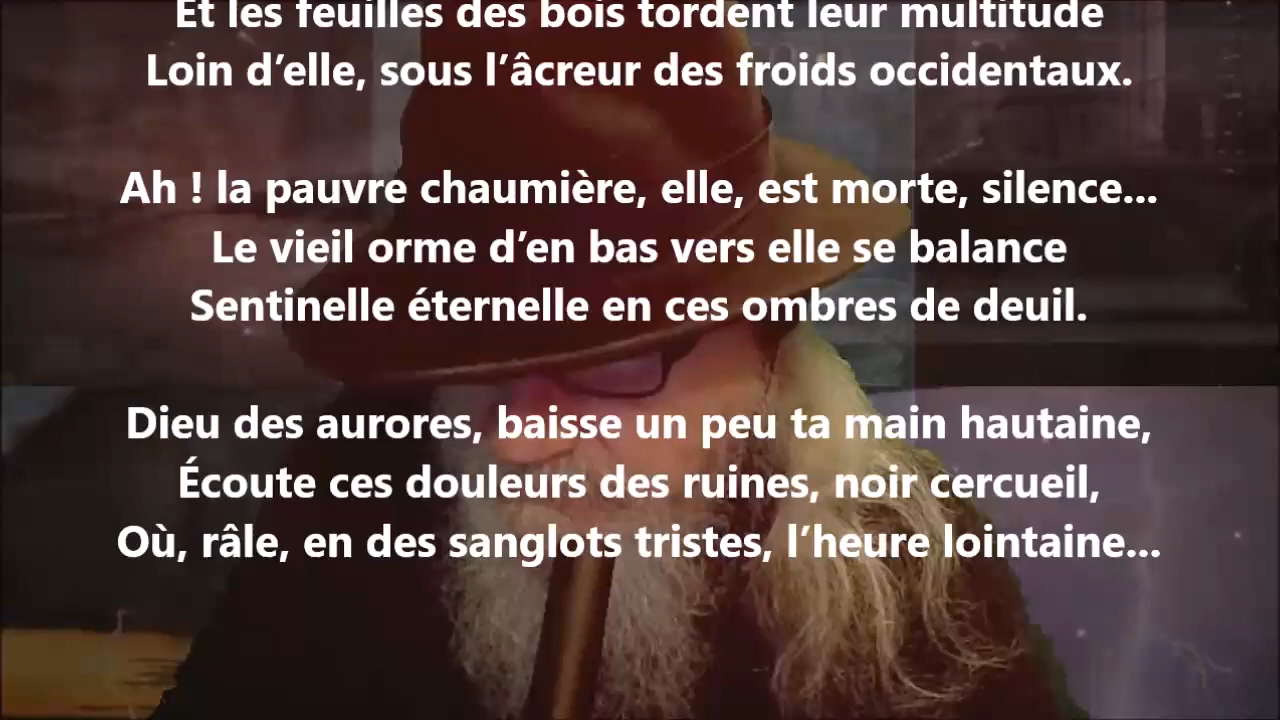 Et les feuilles des bois tordent leur multitude
Loin d’elle, sous l’âcreur des froids occidentaux.
Ah ! la pauvre chaumière, elle, est morte, silence...
Le vieil orme d’en bas vers elle se balance
Sentinelle éternelle en ces ombres de deuil.
Dieu des aurores, baisse un peu ta main hautaine,
Écoute ces douleurs des ruines, noir cercueil,
Où, râle, en des sanglots tristes, l’heure lointaine...